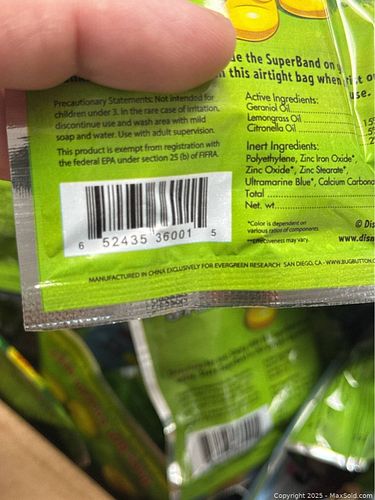 de the SuperBand on
this airtight bag when
use.
Precautionary Statements: Not intended for
children under 3. In the rare case of irritation,
discontinue use and wash area with mild
soap and water. Use with adult supervision.
This product is exempt from registration with
the federal EPA under section 25 (b) of FIFRA.
6 52435 36001 5
Active Ingredients:
Geraniol Oil
Lemongrass Oil
Citronella Oil
Inert Ingredients:
Polyethylene, Zinc Iron Oxide*,
Zinc Oxide*, Zinc Stearate*,
Ultramarine Blue*, Calcium Carbona
Total
Net. wt.
*Color is dependent on
various ratios of components
**Effectiveness may vary.
© Dis
www.disn
MANUFACTURED IN CHINA EXCLUSIVELY FOR EVERGREEN RESEARCH SAN DIEGO, CA - WWW.BUGBUTTON.C
Copyright 2025 - MaxSold.com